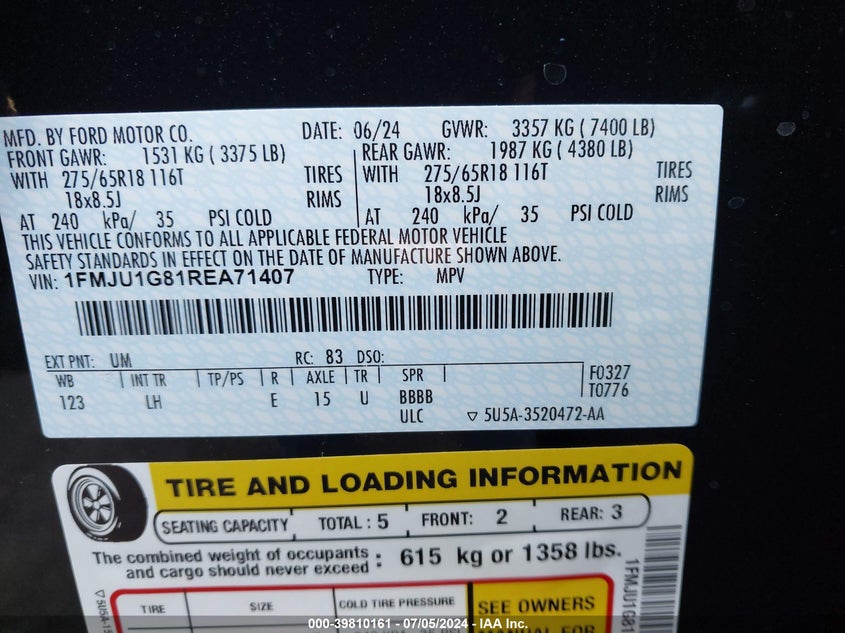 MFD. BY FORD MOTOR CO. DATE: 06/24 GVWR: 3357 KG ( 7400 LB)
FRONT GAWR: 1531 KG ( 3375 LB) REAR GAWR: 1987 KG ( 4380 LB)
WITH 275/65R18 116T TIRES WITH 275/65R18 116T TIRES
18x8.5J RIMS 18x8.5J RIMS
AT 240 kPa/ 35 PSI COLD AT 240 kPa/ 35 PSI COLD
THIS VEHICLE CONFORMS TO ALL APPLICABLE FEDERAL MOTOR VEHICLE
SAFETY STANDARDS IN EFFECT ON THE DATE OF MANUFACTURE SHOWN ABOVE.
VIN: 1FMJU1G81REA71407 TYPE: MPV
EXT PNT: UM RC: 83 DSO:
WB INT TR TP/PS R AXLE TR SPR F0327
123 LH E 15 U BBBB T0776
ULC 5U5A-3520472-AA
TIRE AND LOADING INFORMATION
SEATING CAPACITY TOTAL : 5 FRONT: 2 REAR: 3
The combined weight of occupants
and cargo should never exceed : 615 kg or 1358 lbs.
TIRE SIZE COLD TIRE PRESSURE SEE OWNERS
MANUAL FOR
5U5A-15
1FMJU1G81
000-39810161 - 07/05/2024 - IAA Inc.